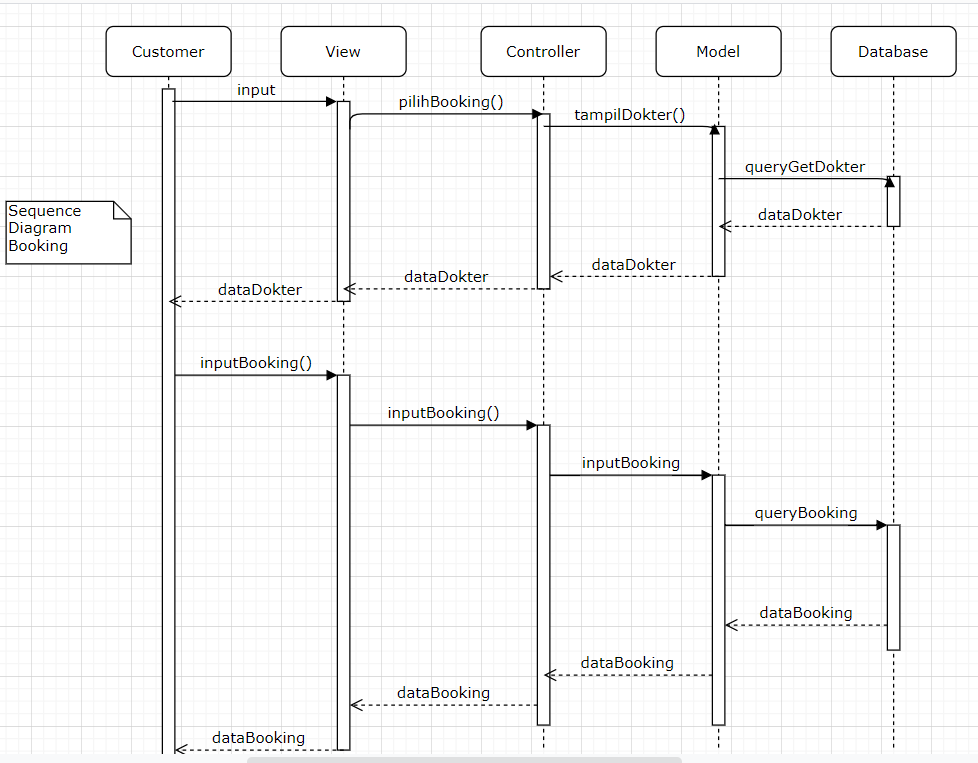 Customer
View
Controller
Model
Database
input
pilihBooking()
tampilDokter()
queryGetDokter
Sequence
Diagram
Booking
dataDokter
dataDokter
dataDokter
dataDokter
inputBooking()
inputBooking()
inputBooking
queryBooking
dataBooking
dataBooking
dataBooking
dataBooking